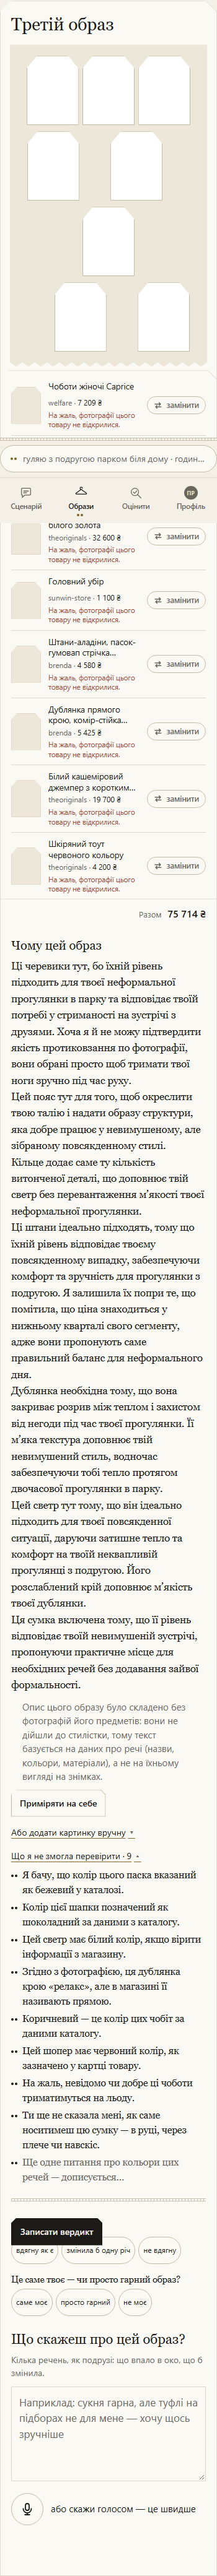 Третій образ
Чоботи жіночі Caprice
welfare · 7 209 ₴
На жаль, фотографії цього
товару не відкрилися.
замінити
гуляю з подругою парком біля дому · годин...
Сценарій
Образи
Оцінити
ПР
Профіль
білого золота
theoriginals · 32 600 ₴
На жаль, фотографії цього
товару не відкрилися.
замінити
Головний убір
sunwin-store · 1 100 ₴
На жаль, фотографії цього
товару не відкрилися.
замінити
Штани-аладіни, пасок-
гумовап стрічка...
brenda · 4 580 ₴
На жаль, фотографії цього
товару не відкрилися.
замінити
Дублянка прямого
крою, комір-стійка...
brenda · 5 425 ₴
На жаль, фотографії цього
товару не відкрилися.
замінити
Білий кашеміровий
джемпер з коротким...
theoriginals · 19 700 ₴
На жаль, фотографії цього
товару не відкрилися.
замінити
Шкіряний тоут
червоного кольору
theoriginals · 4 200 ₴
На жаль, фотографії цього
товару не відкрилися.
замінити
Разом 75 714 ₴
Чому цей образ
Ці черевики тут, бо їхній рівень
підходить для твоєї неформальної
прогулянки в парку та відповідає твоїй
потребі у стриманості на зустрічі з
друзями. Хоча я й не можу підтвердити
якість протиковзання по фотографії,
вони обрані просто щоб тримати твої
ноги зручно під час руху.
Цей пояс тут для того, щоб окреслити
твою талію і надати образу структури,
яка добре працює у невимушеному, але
зібраному повсякденному стилі.
Кільце додає саме ту кількість
витонченої деталі, що доповнює твій
светр без перевантаження м’якості твоєї
неформальної прогулянки.
Ці штани ідеально підходять, тому що
їхній рівень відповідає твоєму
повсякденному випадку, забезпечуючи
комфорт та зручність для прогулянки з
подругою. Я залишила їх попри те, що
помітила, що ціна знаходиться у
нижньому кварталі свого сегменту,
адже вони пропонують саме
правильний баланс для неформального
дня.
Дублянка необхідна тому, що вона
закриває розрив між теплом і захистом
від негоди під час твоєї прогулянки. Її
м’яка текстура доповнює твій
невимушений стиль, водночас
забезпечуючи тобі тепло протягом
двочасової прогулянки в парку.
Цей светр тут тому, що він ідеально
підходить для твоєї повсякденної
ситуації, даруючи затишне тепло та
комфорт на твоїй неквапливій
прогулянці з подругою. Його
розслаблений крій доповнює м’якість
твоєї дублянки.
Ця сумка включена тому, що її рівень
відповідає твоїй невимушеній зустрічі,
пропонуючи практичне місце для
необхідних речей без додавання зайвої
формальності.
Опис цього образу було складено без
фотографій його предметів: вони не
дійшли до стилістки, тому текст
базується на даних про речі (назви,
кольори, матеріали), а не на їхньому
вигляді на знімках.
Приміряти на себе
Або додати картинку вручну
Що я не змогла перевірити · 9
Я бачу, що колір цього паска вказаний
як бежевий у каталозі.
Колір цієї шапки позначений як
шоколадний за даними з каталогу.
Цей светр має білий колір, якщо вірити
інформації з магазину.
Згідно з фотографією, ця дублянка
крою «релакс», але в магазині її
називають прямою.
Коричневий — це колір цих чобіт за
даними каталогу.
Цей шопер має червоний колір, як
зазначено у картці товару.
На жаль, невідомо чи добре ці чоботи
триматимуться на льоду.
Ти ще не сказала мені, як саме
носитимеш цю сумку — в руці, через
плече чи навскіс.
Ще одне питання про кольори цих
речей — дописується...
Записати вердикт
вдягну як є
змінила б одну річ
не вдягну
Це саме твоє — чи просто гарний образ?
саме моє
просто гарний
не моє
Що скажеш про цей образ?
Кілька речень, як подрузі: що впало в око, що б
змінила.
Наприклад: сукня гарна, але туфлі на
підборах не для мене — хочу щось
зручніше
або скажи голосом — це швидше